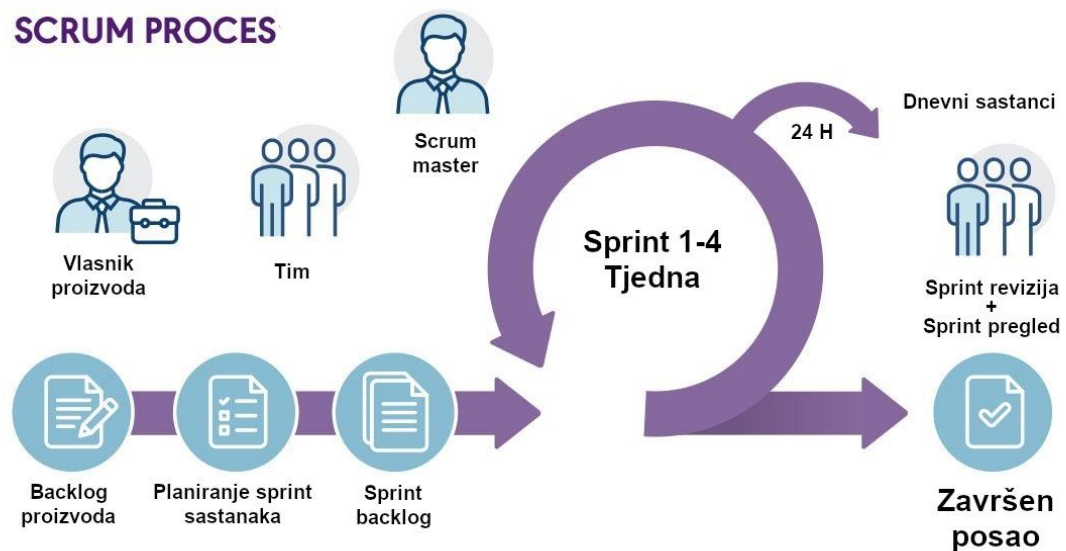 SCRUM PROCES
Scrum
master
Vlasnik
proizvoda
Tim
24 H
Dnevni sastanci
Sprint 1-4
Tjedna
Sprint revizija
+
Sprint pregled
Backlog
proizvoda
Planiranje sprint
sastanaka
Sprint
backlog
Završen
posao